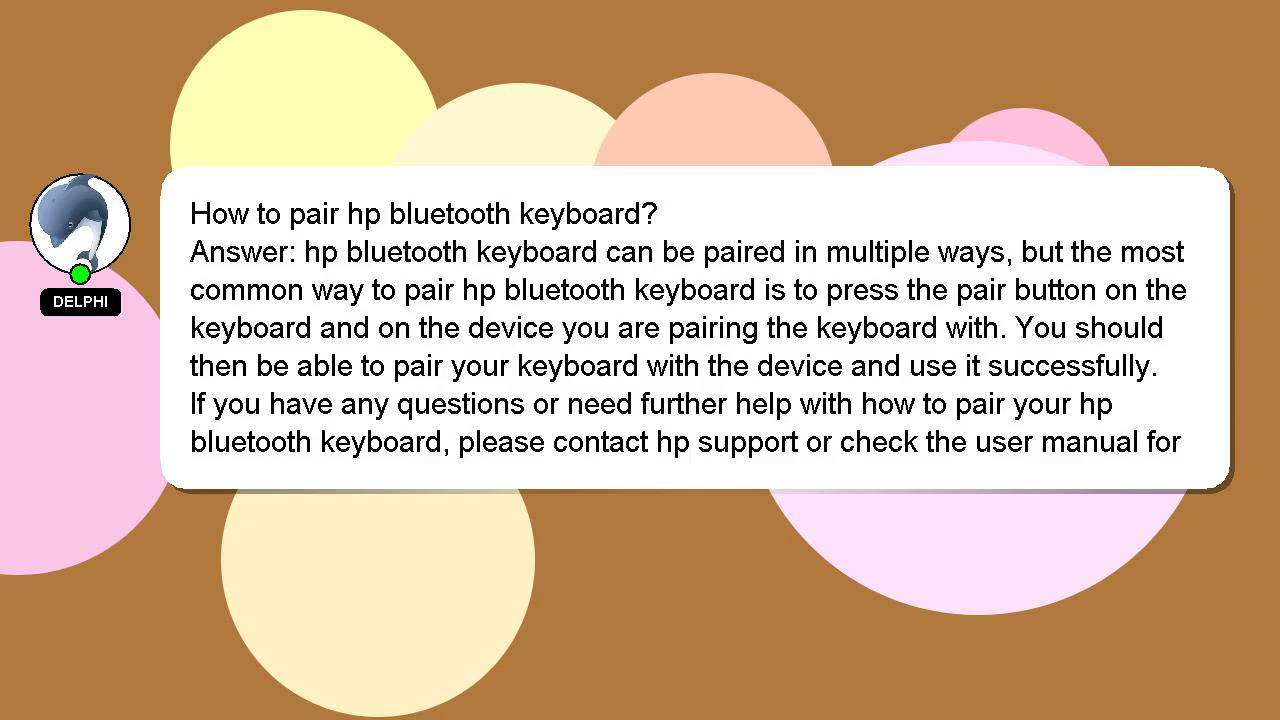 How to pair hp bluetooth keyboard?
Answer: hp bluetooth keyboard can be paired in multiple ways, but the most
common way to pair hp bluetooth keyboard is to press the pair button on the
keyboard and on the device you are pairing the keyboard with. You should
then be able to pair your keyboard with the device and use it successfully.
If you have any questions or need further help with how to pair your hp
bluetooth keyboard, please contact hp support or check the user manual for
DELPHI